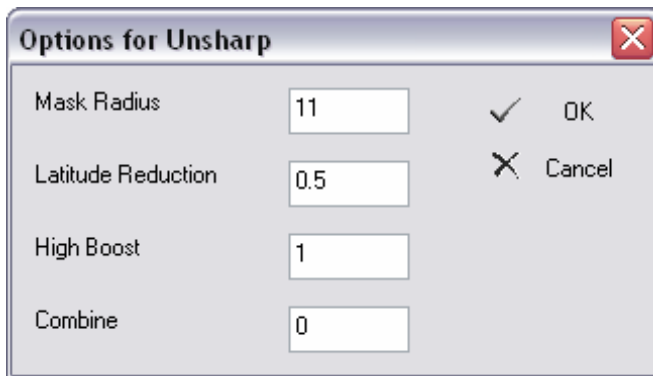 Options for Unsharp
Mask Radius 11 OK
Latitude Reduction 0.5 Cancel
High Boost 1
Combine 0